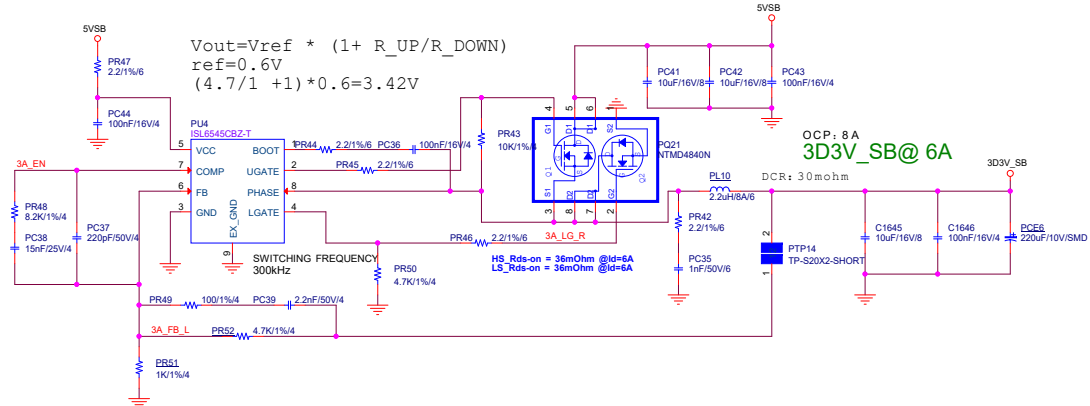 5VSB
PR47
2.2/1%/6
PC44
100nF/16V/4
Vout=Vref * (1+ R_UP/R_DOWN)
ref=0.6V
(4.7/1 +1)*0.6=3.42V
PU4
ISL6545CBZ-T
5
VCC
BOOT
1
7
COMP
UGATE
2
6
FB
PHASE
8
3
GND
LGATE
4
EX_GND
9
SWITCHING FREQUENCY
300kHz
3A_EN
PR48
8.2K/1%/4
PC38
15nF/25V/4
PC37
220pF/50V/4
PR44
2.2/1%/6
PC36
100nF/16V/4
PR45
2.2/1%/6
PR43
10K/1%/4
PR46
2.2/1%/6
3A_LG_R
PR50
4.7K/1%/4
HS_Rds-on = 36mOhm @Id=6A
LS_Rds-on = 36mOhm @Id=6A
4
5
6
1
G1
D1
D1
S2
D
G
S
Q1
D
G
S
Q2
S1
D2
D2
G2
3
8
7
2
PQ21
NTMD4840N
5VSB
PC41
10uF/16V/8
PC42
10uF/16V/8
PC43
100nF/16V/4
OCP: 8A
3D3V_SB@ 6A
DCR: 30mohm
3D3V_SB
PL10
2.2uH/8A/6
PR42
2.2/1%/6
PC35
1nF/50V/6
2
PTP14
TP-S20X2-SHORT
1
C1645
10uF/16V/8
C1646
100nF/16V/4
PCE6
220uF/10V/SMD
PR49
100/1%/4
PC39
2.2nF/50V/4
3A_FB_L
PR52
4.7K/1%/4
PR51
1K/1%/4